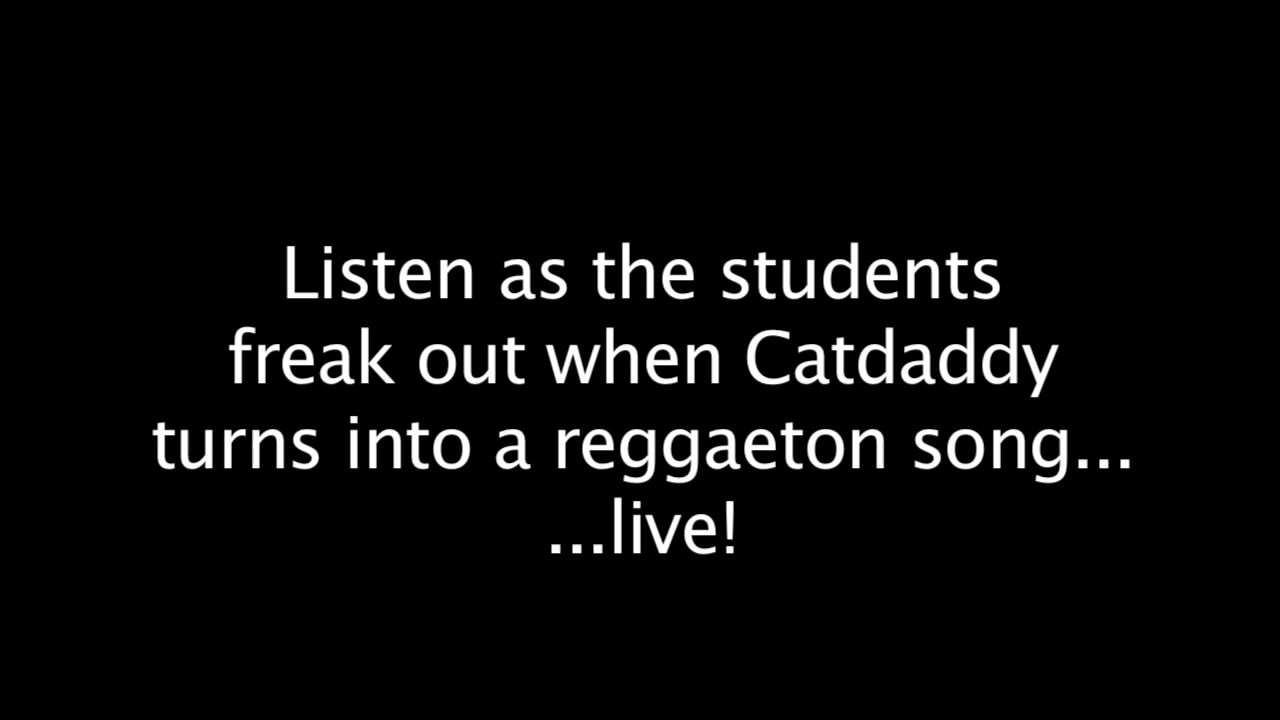 Listen as the students
freak out when Catdaddy
turns into a reggaeton song...
...live!